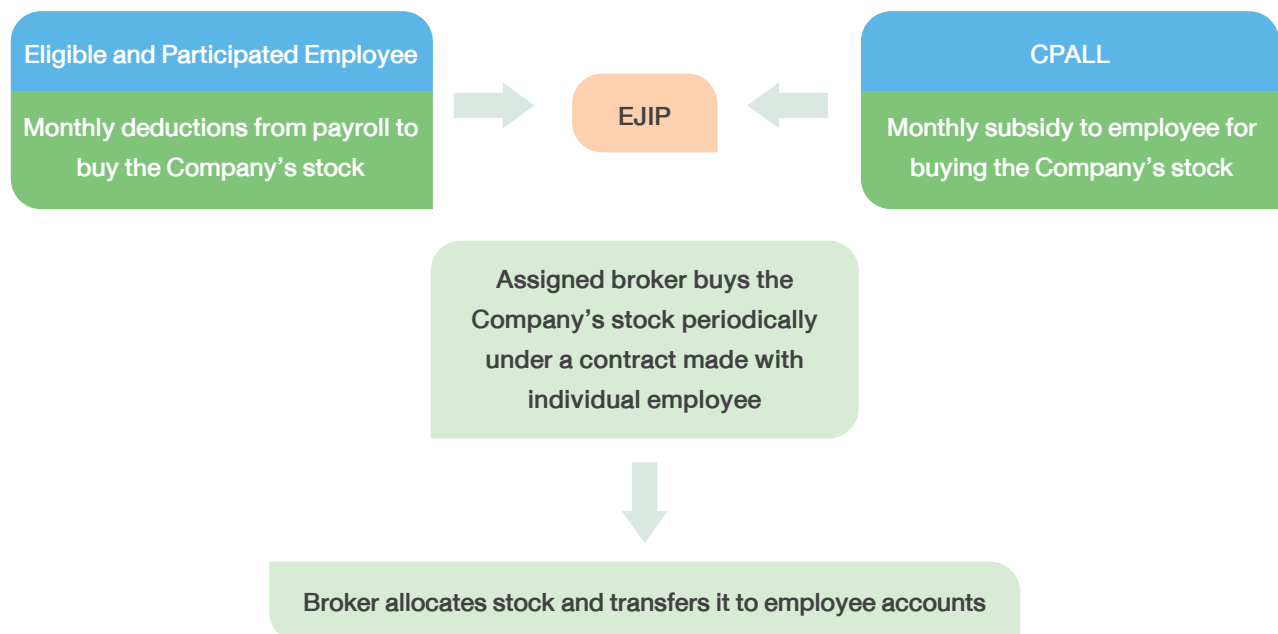 Eligible and Participated Employee
Monthly deductions from payroll to
buy the Company’s stock
EJIP
CPALL
Monthly subsidy to employee for
buying the Company’s stock
Assigned broker buys the
Company’s stock periodically
under a contract made with
individual employee
Broker allocates stock and transfers it to employee accounts